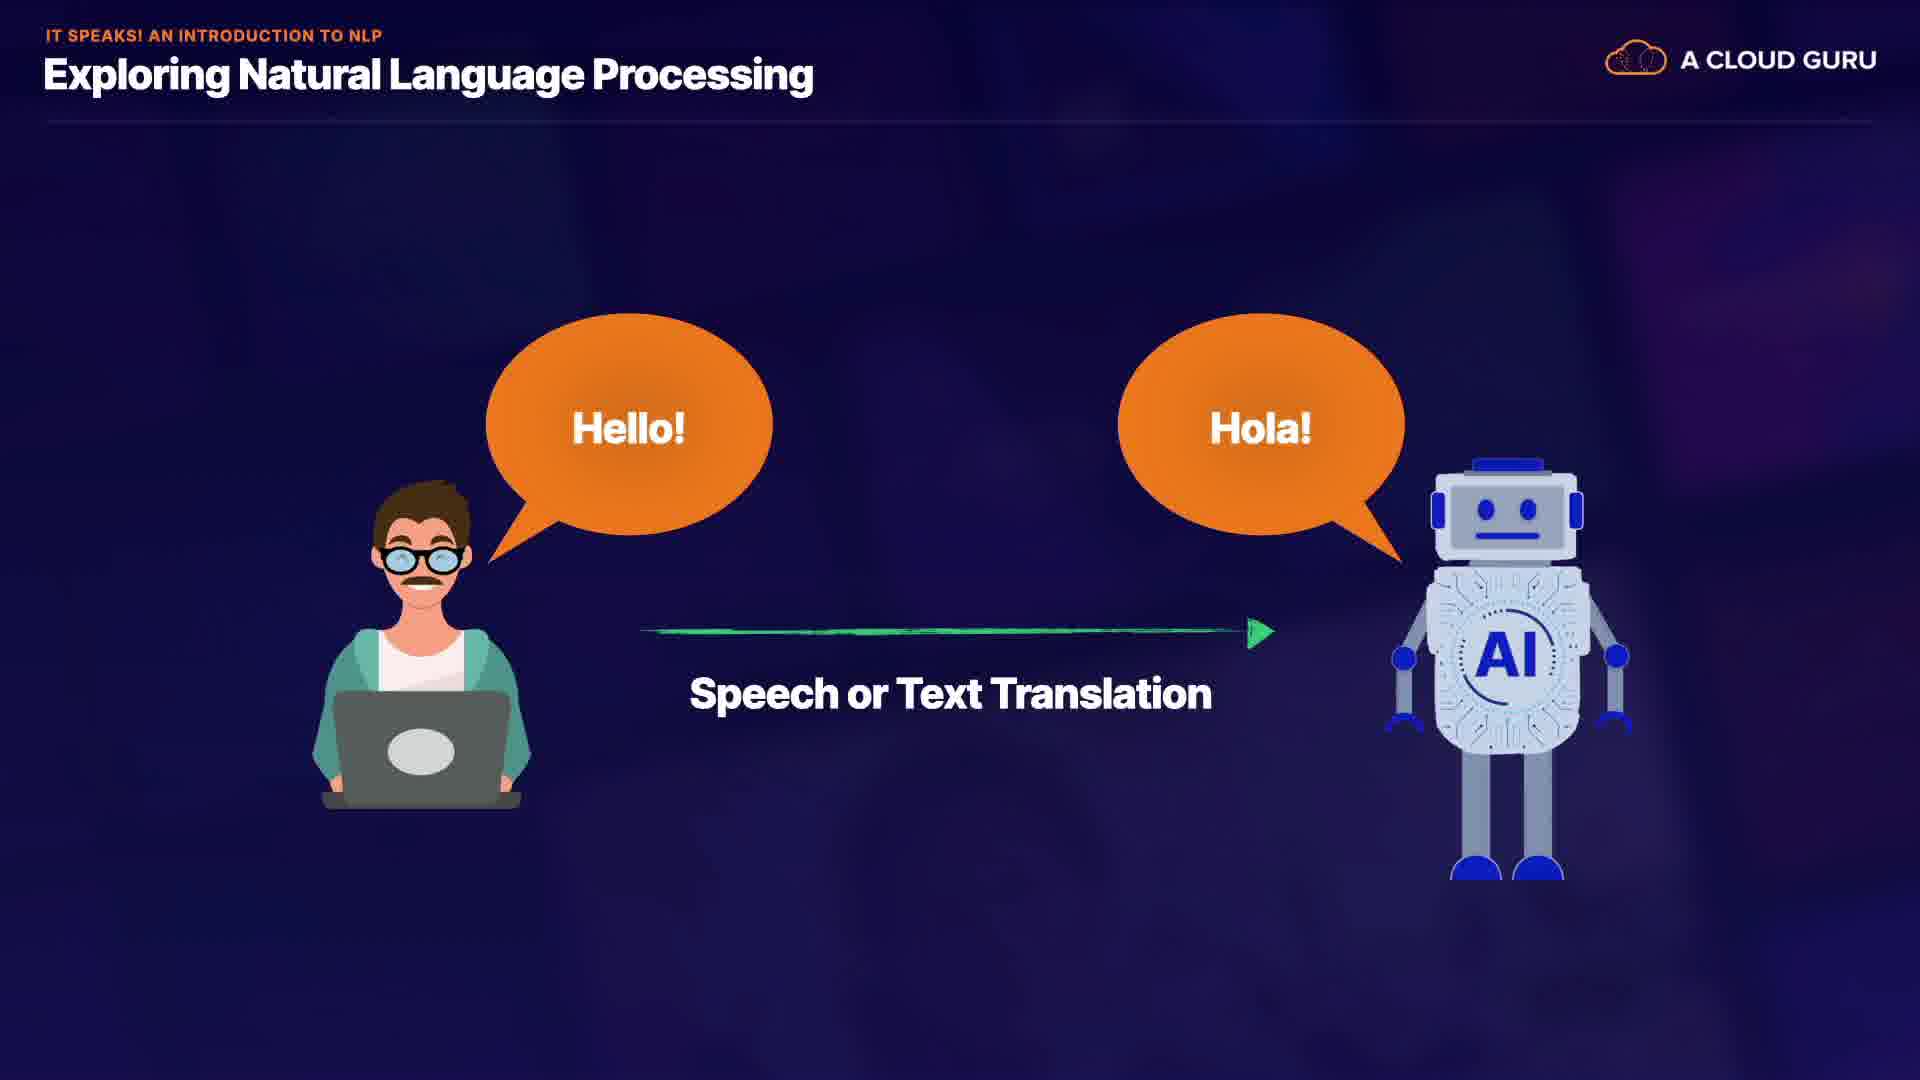 IT SPEAKS! AN INTRODUCTION TO NLP
Exploring Natural Language Processing
A CLOUD GURU
Hello!
Hola!
AI
Speech or Text Translation